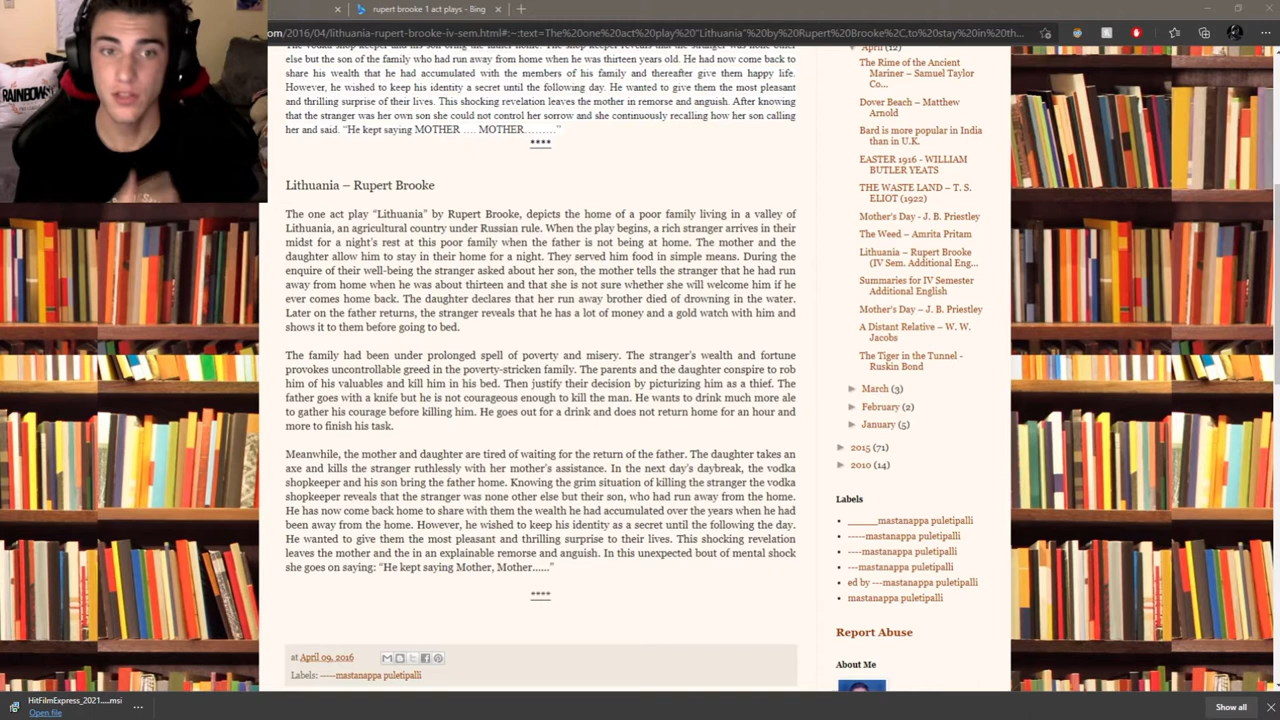 rupert brooke 1 act plays - Bing
com/2016/04/lithuania-rupert-brooke-iv-sem.html#:~:text=The%20one%20act%20play%20"Lithuania"%20by%20Rupert%20Brooke%2C,to%20stay%20in%20th...
RAINBOW
The vodka shop keeper and his son bring the father home. The shop keeper reveals that the stranger was none other
else but the son of the family who had run away from home when he was thirteen years old. He had now come back to
share his wealth that he had accumulated with the members of his family and thereafter give them happy life.
However, he wished to keep his identity a secret until the following day. He wanted to give them the most pleasant
and thrilling surprise of their lives. This shocking revelation leaves the mother in remorse and anguish. After knowing
that the stranger was her own son she could not control her sorrow and she continuously recalling how her son calling
her and said. "He kept saying MOTHER .... MOTHER………"
****
Lithuania – Rupert Brooke
The one act play “Lithuania” by Rupert Brooke, depicts the home of a poor family living in a valley of
Lithuania, an agricultural country under Russian rule. When the play begins, a rich stranger arrives in their
midst for a night's rest at this poor family when the father is not being at home. The mother and the
daughter allow him to stay in their home for a night. They served him food in simple means. During the
enquire of their well-being the stranger asked about her son, the mother tells the stranger that he had run
away from home when he was about thirteen and that she is not sure whether she will welcome him if he
ever comes home back. The daughter declares that her run away brother died of drowning in the water.
Later on the father returns, the stranger reveals that he has a lot of money and a gold watch with him and
shows it to them before going to bed.
The family had been under prolonged spell of poverty and misery. The stranger's wealth and fortune
provokes uncontrollable greed in the poverty-stricken family. The parents and the daughter conspire to rob
him of his valuables and kill him in his bed. Then justify their decision by picturizing him as a thief. The
father goes with a knife but he is not courageous enough to kill the man. He wants to drink much more ale
to gather his courage before killing him. He goes out for a drink and does not return home for an hour and
more to finish his task.
Meanwhile, the mother and daughter are tired of waiting for the return of the father. The daughter takes an
axe and kills the stranger ruthlessly with her mother's assistance. In the next day's daybreak, the vodka
shopkeeper and his son bring the father home. Knowing the grim situation of killing the stranger the vodka
shopkeeper reveals that the stranger was none other else but their son, who had run away from the home.
He has now come back home to share with them the wealth he had accumulated over the years when he had
been away from the home. However, he wished to keep his identity as a secret until the following the day.
He wanted to give them the most pleasant and thrilling surprise to their lives. This shocking revelation
leaves the mother and the in an explainable remorse and anguish. In this unexpected bout of mental shock
she goes on saying: “He kept saying Mother, Mother......”
****
at April 09, 2016
Labels: -----mastanappa puletipalli
April (12)
The Rime of the Ancient
Mariner – Samuel Taylor
Co...
Dover Beach – Matthew
Arnold
Bard is more popular in India
than in U.K.
EASTER 1916 - WILLIAM
BUTLER YEATS
THE WASTE LAND – T. S.
ELIOT (1922)
Mother's Day - J. B. Priestley
The Weed – Amrita Pritam
Lithuania – Rupert Brooke
(IV Sem. Additional Eng...
Summaries for IV Semester
Additional English
Mother's Day – J. B. Priestley
A Distant Relative – W. W.
Jacobs
The Tiger in the Tunnel -
Ruskin Bond
March (3)
February (2)
January (5)
2015 (71)
2010 (14)
Labels
______mastanappa puletipalli
-----mastanappa puletipalli
----mastanappa puletipalli
---mastanappa puletipalli
ed by ---mastanappa puletipalli
mastanappa puletipalli
Report Abuse
About Me
HitFilmExpress_2021....msi
Open file
Show all